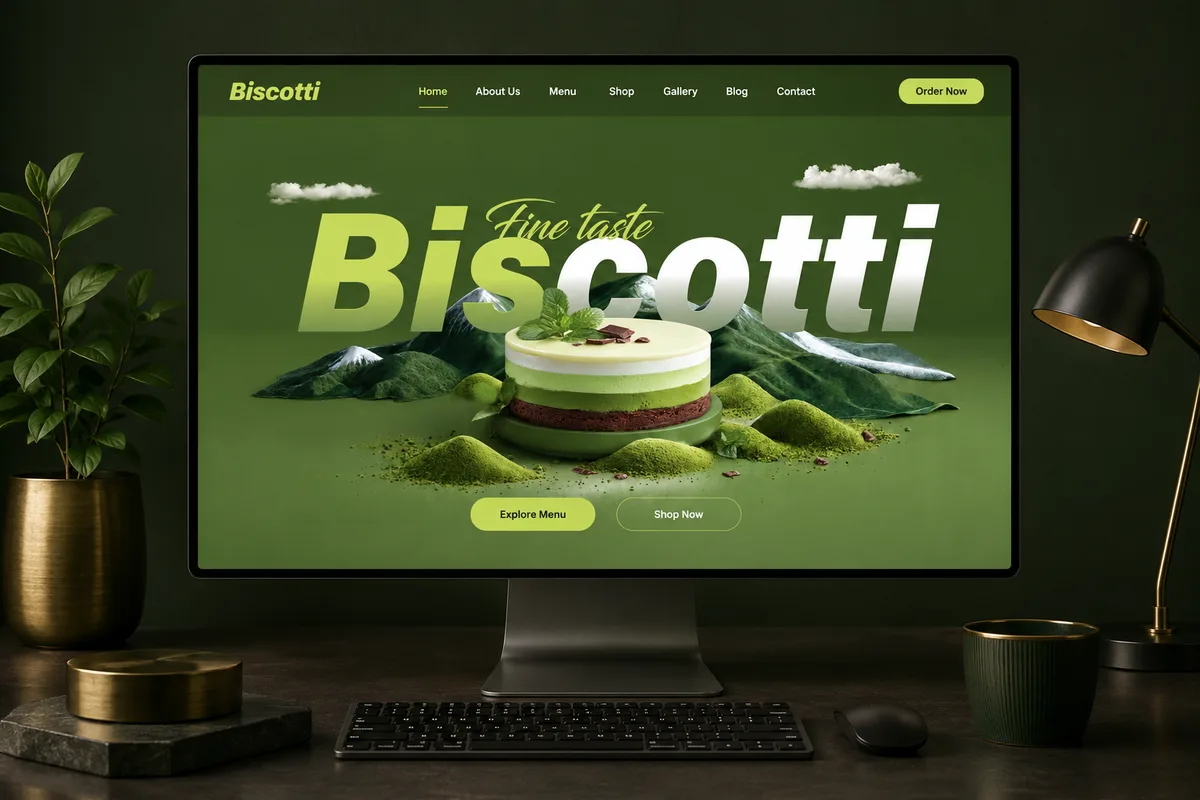 Biscotti
Home About Us Menu Shop Gallery Blog Contact
Order Now
Fine taste
Biscotti
Explore Menu Shop Now